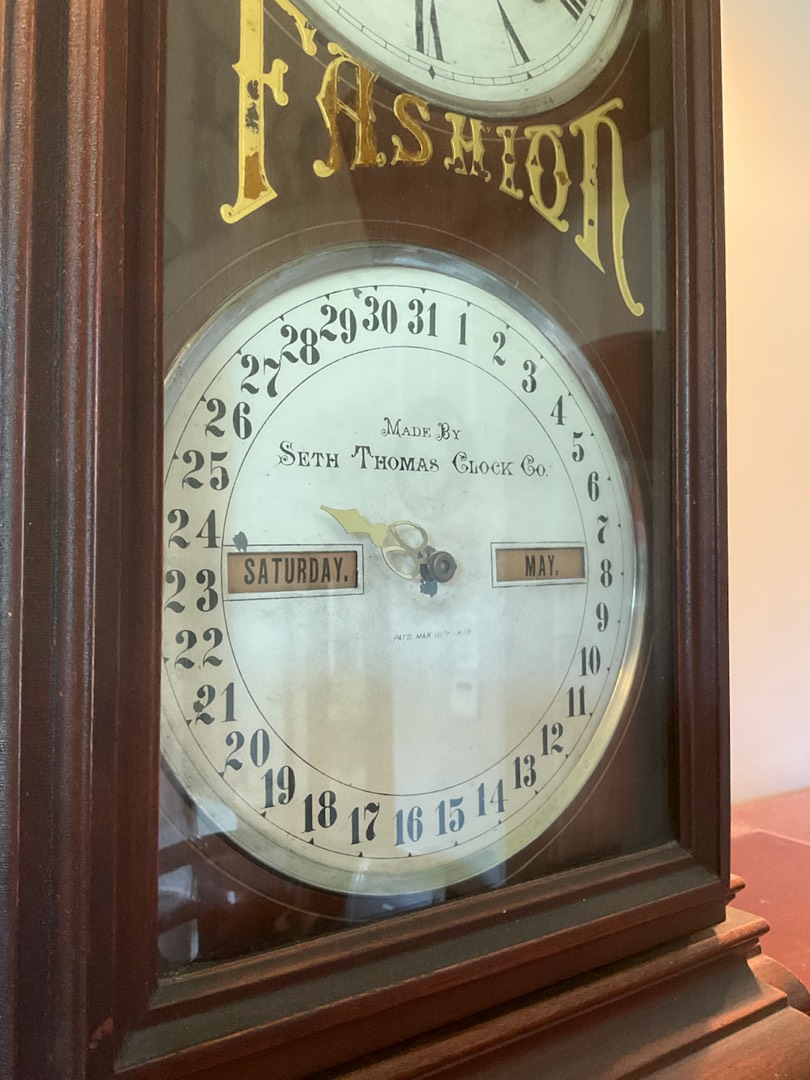 FASHION
30 31 1 2 3 4 5 6 7 8 9 10 11 12 13 14 15 16 17 18 19 20 21 22 23 24 25 26 27 28 29
MADE BY
SETH THOMAS CLOCK CO.
SATURDAY. MAY.